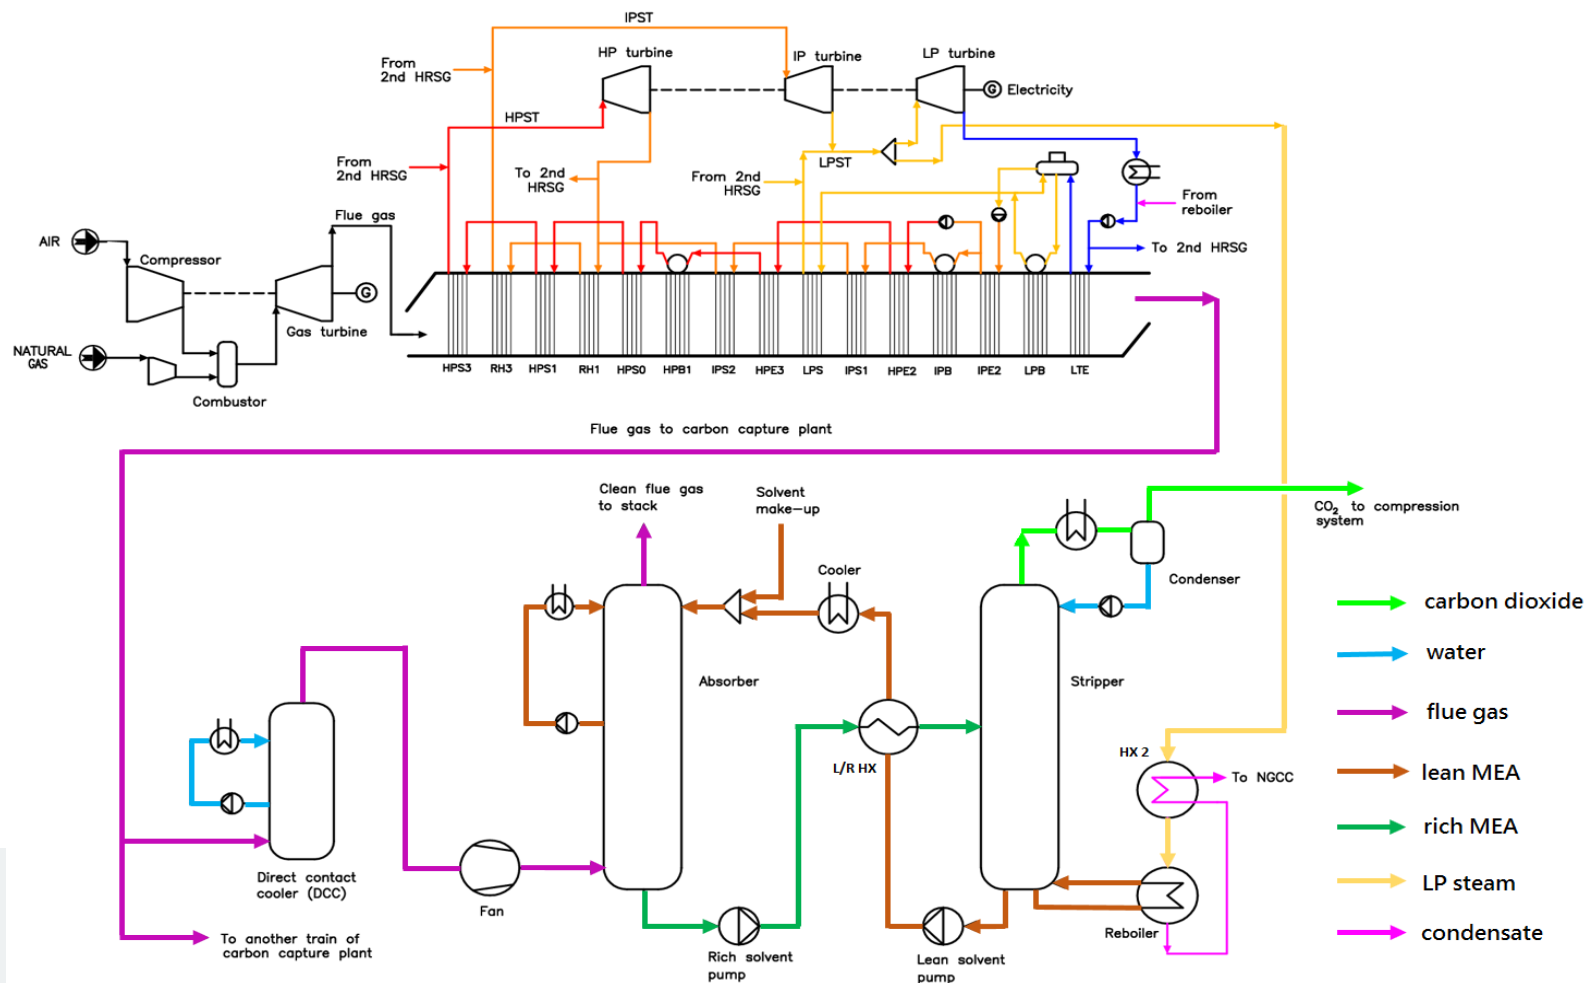 IPST
HP turbine
IP turbine
LP turbine
From
2nd HRSG
G
Electricity
HPST
From
2nd HRSG
To 2nd
HRSG
From 2nd
HRSG
LPST
From
reboiler
To 2nd HRSG
Flue gas
AIR
Compressor
G
Gas turbine
NATURAL
GAS
Combustor
HPS3
RH3
HPS1
RH1
HPS0
HPB1
IPS2
HPE3
LPS
IPS1
HPE2
IPB
IPE2
LPB
LTE
Flue gas to carbon capture plant
Clean flue gas
to stack
Solvent
make-up
CO2 to compression
system
Cooler
Condenser
carbon dioxide
water
Absorber
Stripper
flue gas
HX 2
L/R HX
To NGCC
lean MEA
rich MEA
Direct contact
cooler (DCC)
Fan
LP steam
Reboiler
condensate
To another train of
carbon capture plant
Rich solvent
pump
Lean solvent
pump